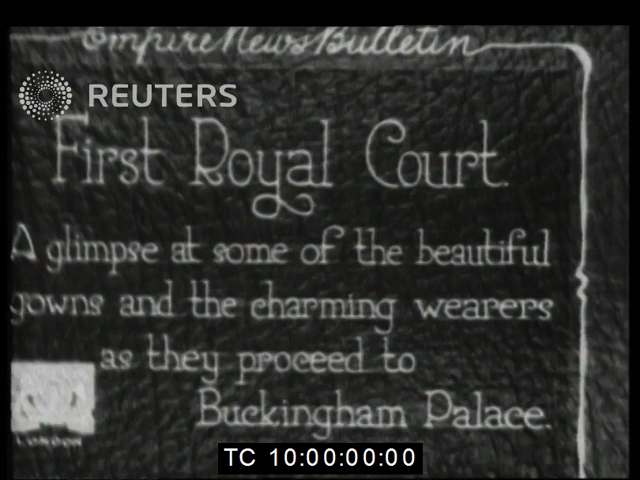 Empire News Bulletin
REUTERS
First Royal Court.
A glimpse at some of the beautiful
gowns and the charming wearers
as they proceed to
Buckingham Palace.
LONDON
TC 10:00:00:00